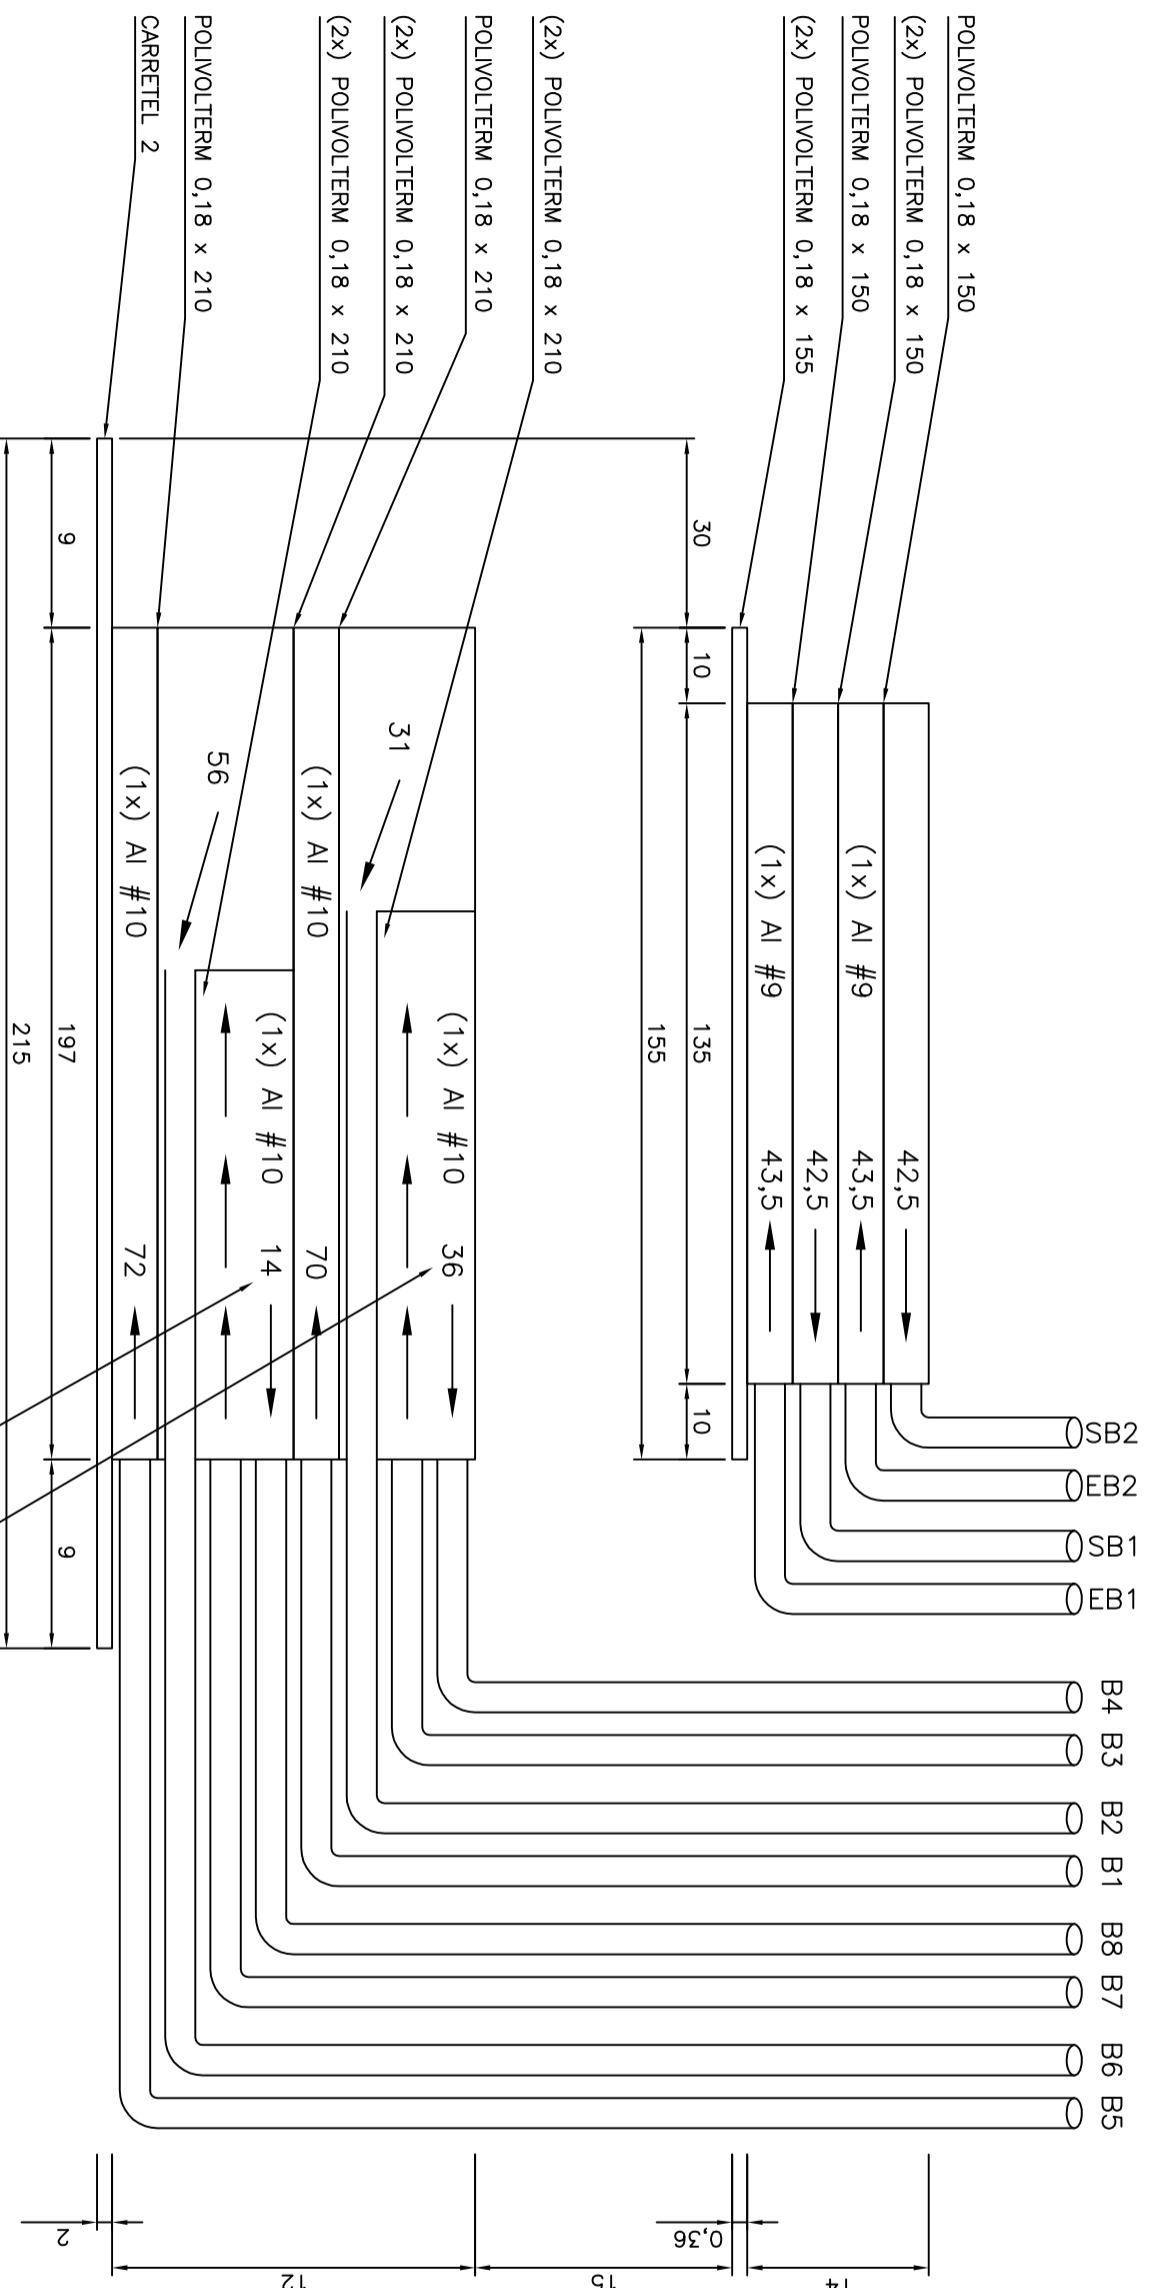 POLIVOLTERM 0,18 x 150
(2x) POLIVOLTERM 0,18 x 150
POLIVOLTERM 0,18 x 150
(2x) POLIVOLTERM 0,18 x 155
(2x) POLIVOLTERM 0,18 x 210
POLIVOLTERM 0,18 x 210
(2x) POLIVOLTERM 0,18 x 210
(2x) POLIVOLTERM 0,18 x 210
POLIVOLTERM 0,18 x 210
CARRETEL 2
42,5
(1x) Al #9 43,5
42,5
(1x) Al #9 43,5
30
10
135
10
155
(1x) Al #10 36
31
(1x) Al #10 70
(1x) Al #10 14
56
(1x) Al #10 72
9
197
9
215
SB2
EB2
SB1
EB1
B4
B3
B2
B1
B8
B7
B6
B5
14
0,36
15
12
2